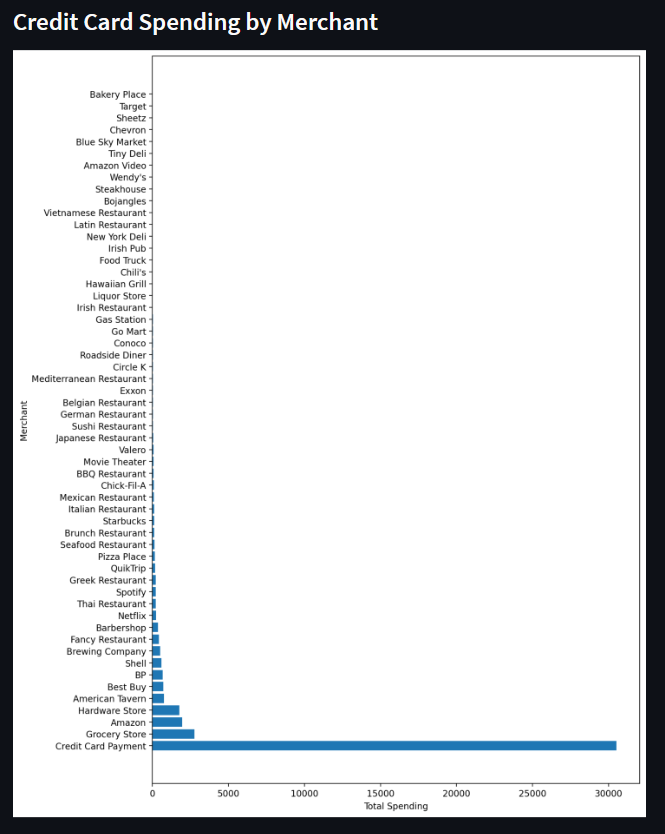 Credit Card Spending by Merchant
Bakery Place
Target
Sheetz
Chevron
Blue Sky Market
Tiny Deli
Amazon Video
Wendy's
Steakhouse
Bojangles
Vietnamese Restaurant
Latin Restaurant
New York Deli
Irish Pub
Food Truck
Chili's
Hawaiian Grill
Liquor Store
Irish Restaurant
Gas Station
Go Mart
Conoco
Roadside Diner
Circle K
Mediterranean Restaurant
Exxon
Belgian Restaurant
German Restaurant
Sushi Restaurant
Japanese Restaurant
Valero
Movie Theater
BBQ Restaurant
Chick-Fil-A
Mexican Restaurant
Italian Restaurant
Starbucks
Brunch Restaurant
Seafood Restaurant
Pizza Place
QuikTrip
Greek Restaurant
Spotify
Thai Restaurant
Netflix
Barbershop
Fancy Restaurant
Brewing Company
Shell
BP
Best Buy
American Tavern
Hardware Store
Amazon
Grocery Store
Credit Card Payment
Merchant
0 5000 10000 15000 20000 25000 30000
Total Spending